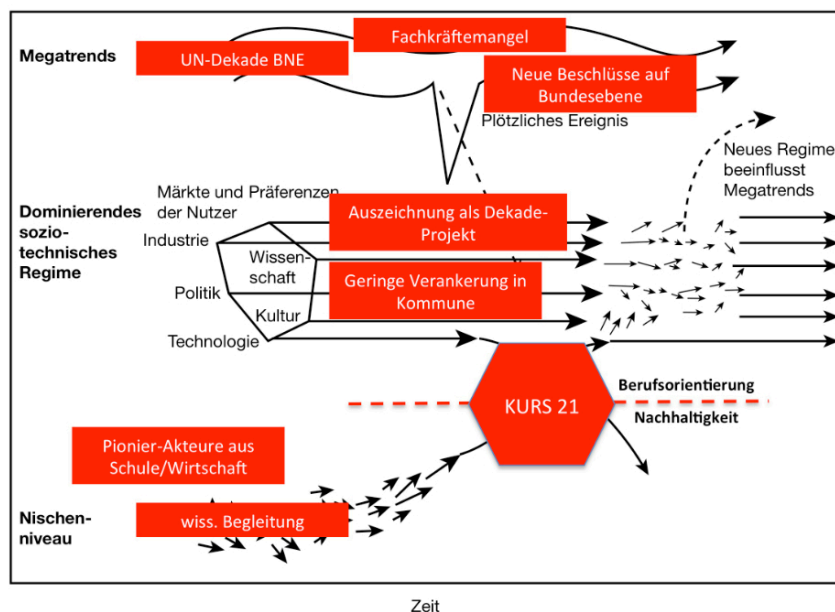 Megatrends
Fachkräftemangel
UN-Dekade BNE
Neue Beschlüsse auf
Bundesebene
Plötzliches Ereignis
Neues Regime
beeinflusst
Megatrends
Märkte und Präferenzen
der Nutzer
Dominierendes
sozio-
technisches
Regime
Industrie
Wissen-
schaft
Politik
Kultur
Technologie
Auszeichnung als Dekade-
Projekt
Geringe Verankerung in
Kommune
KURS 21
Berufsorientierung
Nachhaltigkeit
Pionier-Akteure aus
Schule/Wirtschaft
Nischen-
niveau
wiss. Begleitung
Zeit